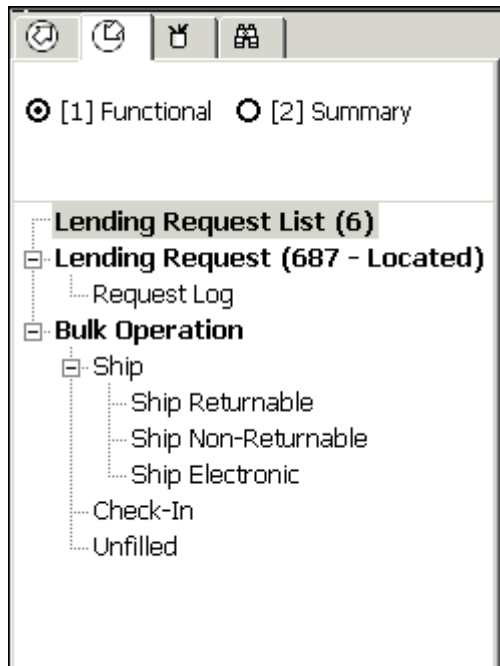 [1] Functional [2] Summary
Lending Request List (6)
Lending Request (687 - Located)
Request Log
Bulk Operation
Ship
Ship Returnable
Ship Non-Returnable
Ship Electronic
Check-In
Unfilled